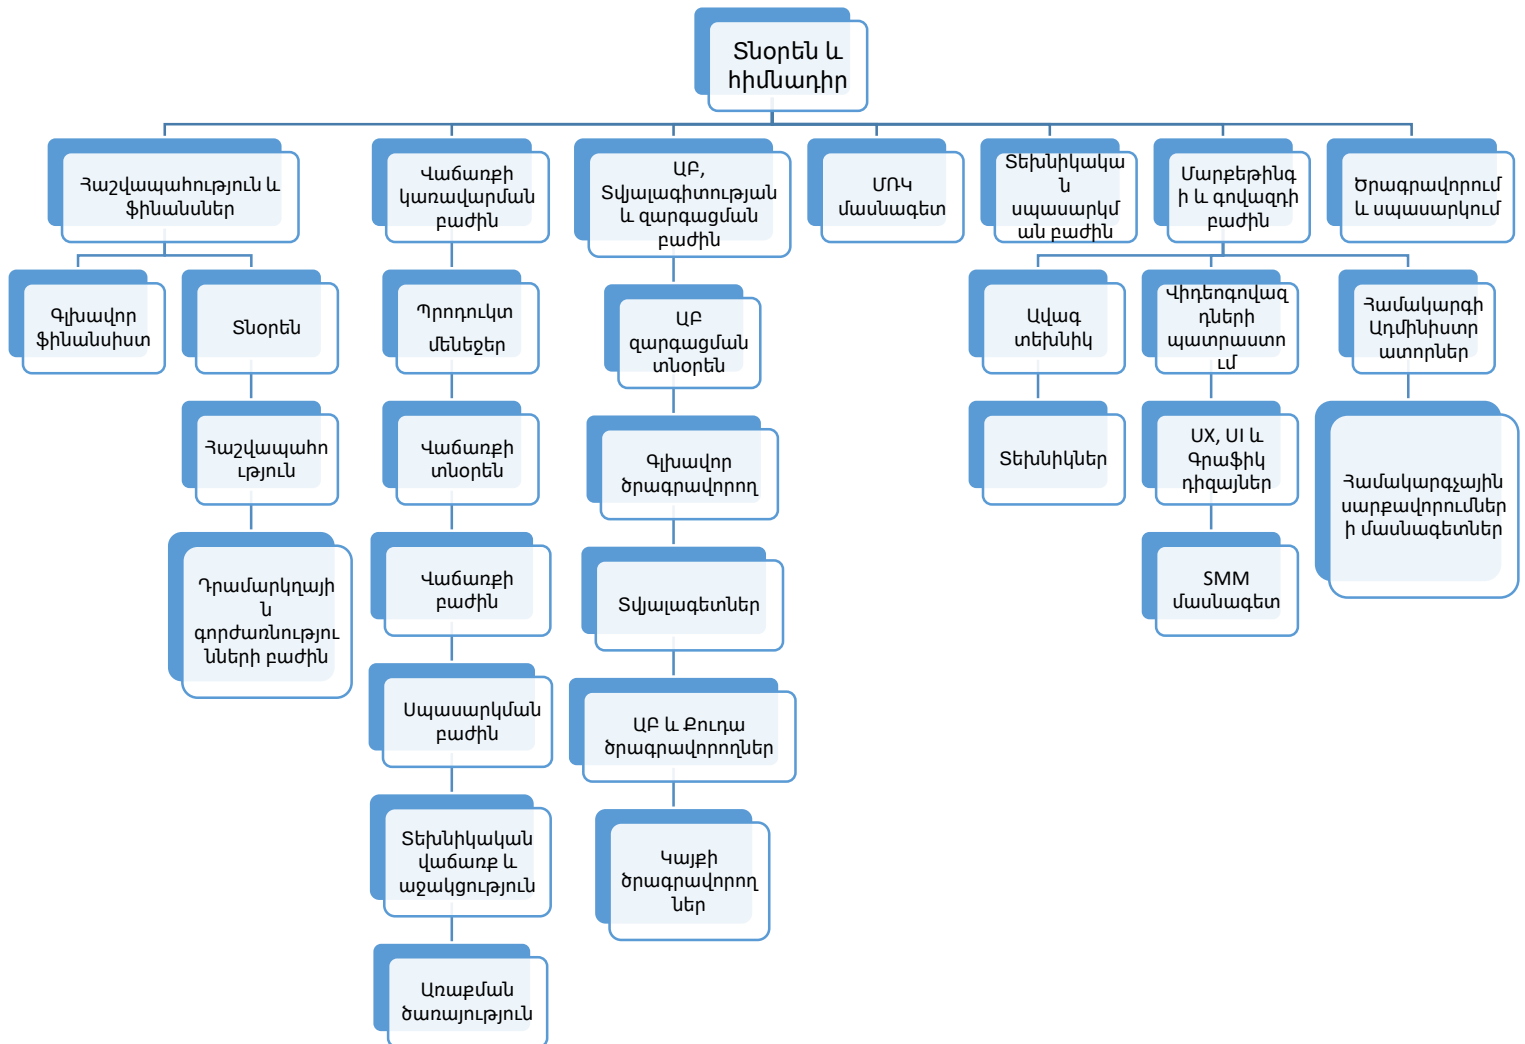 Տնօրեն և
հիմնադիր
Հաշվապահություն և
ֆինանսներ
Վաճառքի
կառավարման
բաժին
ԱԲ,
Տվյալագիտության
և զարգացման
բաժին
ՄՌԿ
մասնագետ
Տեխնիկակա
ն
սպասարկմ
ան բաժին
Մարքեթինգ
ի և գովազդի
բաժին
Ծրագրավորում
և սպասարկում
Գլխավոր
ֆինանսիստ
Տնօրեն
Պրոդուկտ
մենեջեր
ԱԲ
զարգացման
տնօրեն
Ավագ
տեխնիկ
Վիդեոգովազ
դների
պատրաստո
ւմ
Համակարգի
Ադմինիստր
ատորներ
Հաշվապահո
ւթյուն
Վաճառքի
տնօրեն
Գլխավոր
ծրագրավորող
Տեխնիկներ
UX, UI և
Գրաֆիկ
դիզայներ
Համակարգչային
սարքավորումներ
ի մասնագետներ
Դրամարկղայի
ն
գործառնությու
նների բաժին
Վաճառքի
բաժին
Տվյալագետներ
SMM
մասնագետ
Սպասարկման
բաժին
ԱԲ և Քուդա
ծրագրավորողներ
Տեխնիկական
վաճառք և
աջակցություն
Կայքի
ծրագրավորող
ներ
Առաքման
ծառայություն